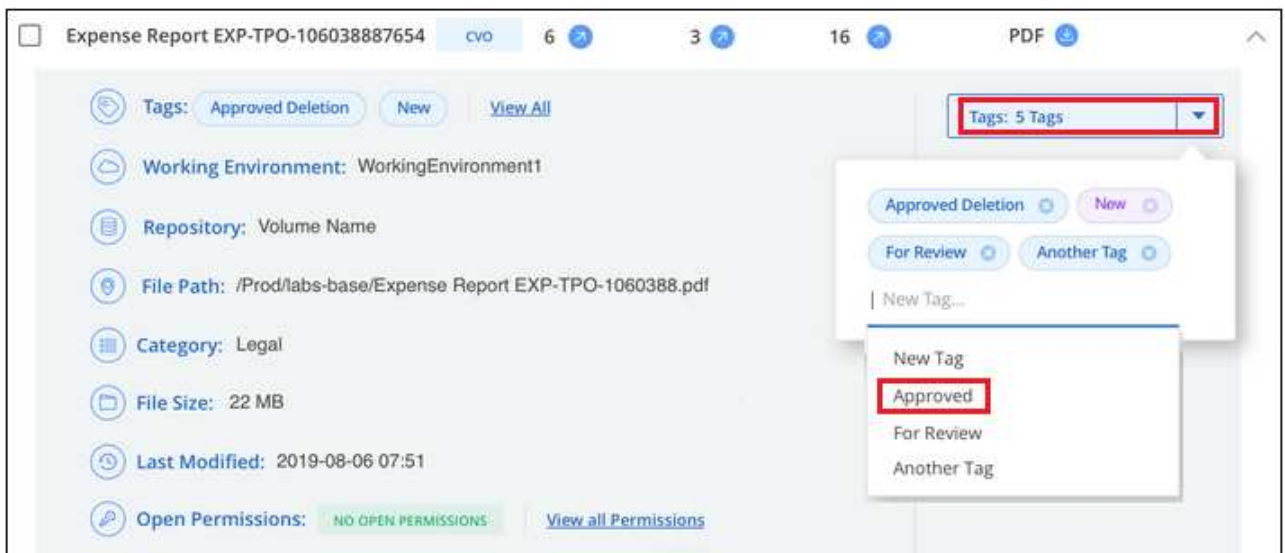 Expense Report EXP-TPO-106038887654 CVO 6 3 16 PDF
Tags: Approved Deletion New View All
Tags: 5 Tags
Working Environment: WorkingEnvironment1
Approved Deletion New
Repository: Volume Name
For Review Another Tag
File Path: /Prod/labs-base/Expense Report EXP-TPO-1060388.pdf
New Tag...
Category: Legal
New Tag
File Size: 22 MB
Approved
For Review
Last Modified: 2019-08-06 07:51
Another Tag
Open Permissions: NO OPEN PERMISSIONS View all Permissions